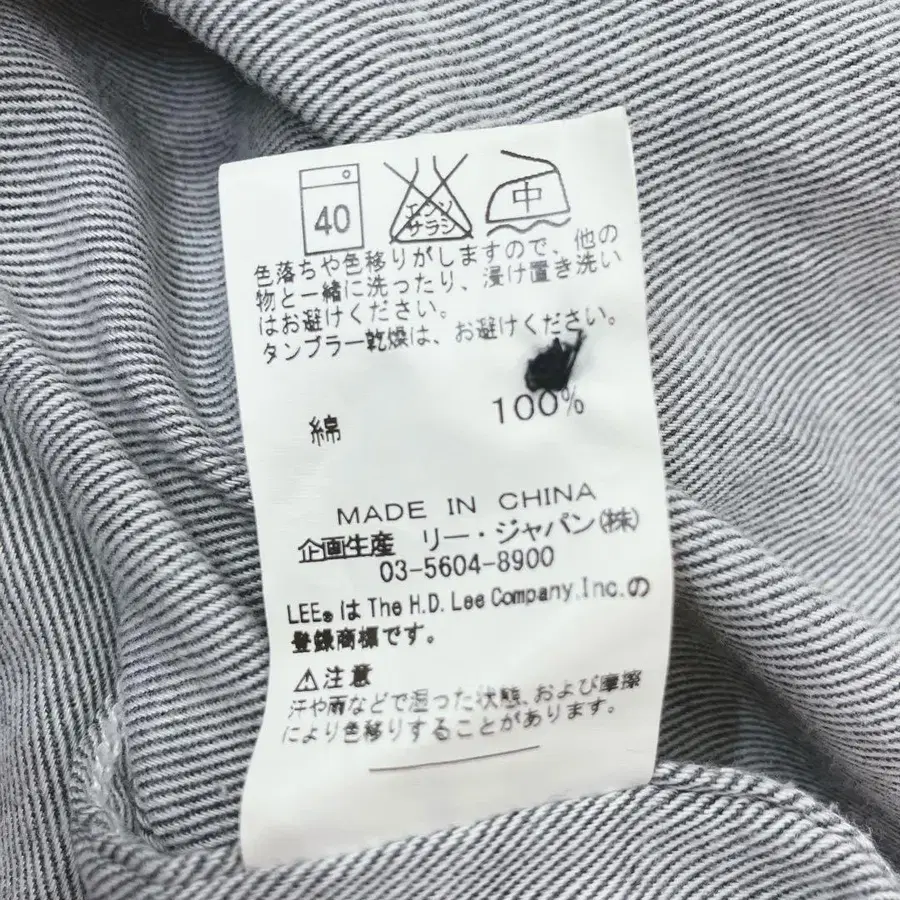 40
エンソ
サラシ
中
色落ちや色移りがしますので、他の
物と一緒に洗ったり、浸け置き洗い
はお避けください。
タンブラー乾燥は、お避けください。
綿 100%
MADE IN CHINA
企画生産 リー・ジャパン(株)
03-5604-8900
LEE®は The H.D. Lee Company, Inc.の
登録商標です。
⚠注意
汗や雨などで湿った状態、および摩擦
により色移りすることがあります。